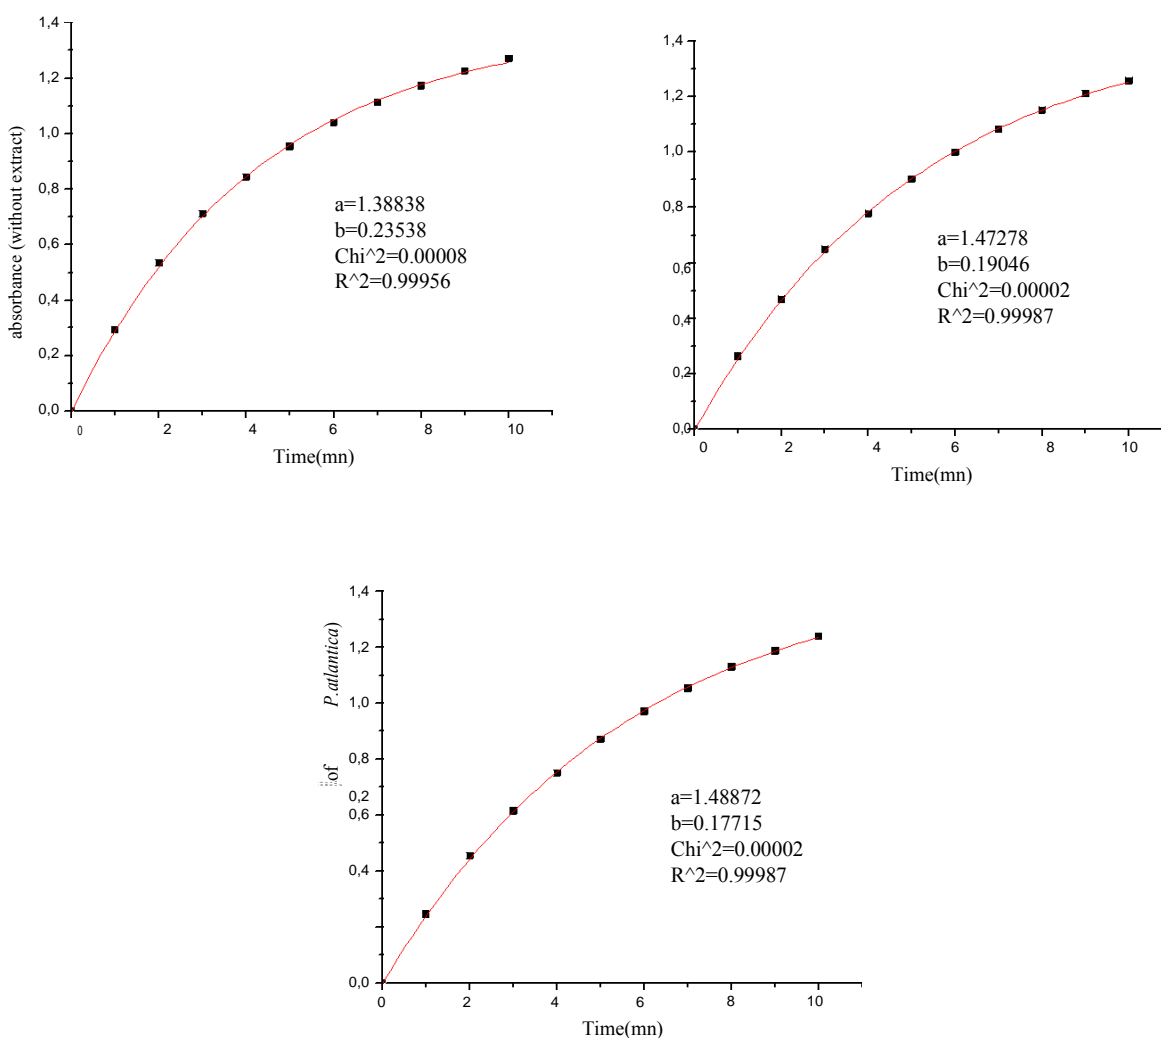 absorbance (without extract)
1,4
1,2
1,0
0,8
0,6
0,4
0,2
0,0
a=1.38838
b=0.23538
Chi^2=0.00008
R^2=0.99956
0 2 4 6 8 10
Time(mn)
1,4
1,2
1,0
0,8
0,6
0,4
0,2
0,0
a=1.47278
b=0.19046
Chi^2=0.00002
R^2=0.99987
0 2 4 6 8 10
Time(mn)
of P.atlantica)
1,4
1,2
1,0
0,8
0,2
0,6
0,4
0,0
a=1.48872
b=0.17715
Chi^2=0.00002
R^2=0.99987
0 2 4 6 8 10
Time(mn)